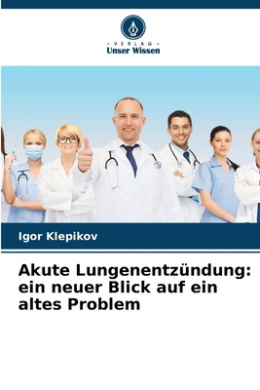 VERLAG
Unser Wissen
Igor Klepikov
Akute Lungenentzündung:
ein neuer Blick auf ein
altes Problem